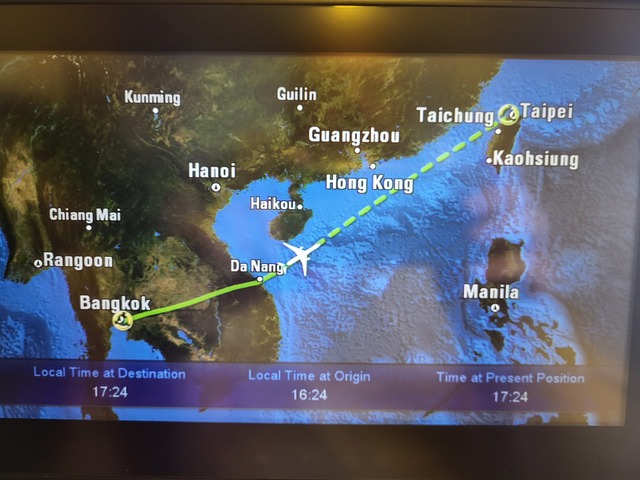 Kunming
Guilin
Taichung
Taipei
Guangzhou
Kaohsiung
Hanoi
Hong Kong
Haikou
Chiang Mai
Rangoon
Da Nang
Manila
Bangkok
Local Time at Destination
17:24
Local Time at Origin
16:24
Time at Present Position
17:24